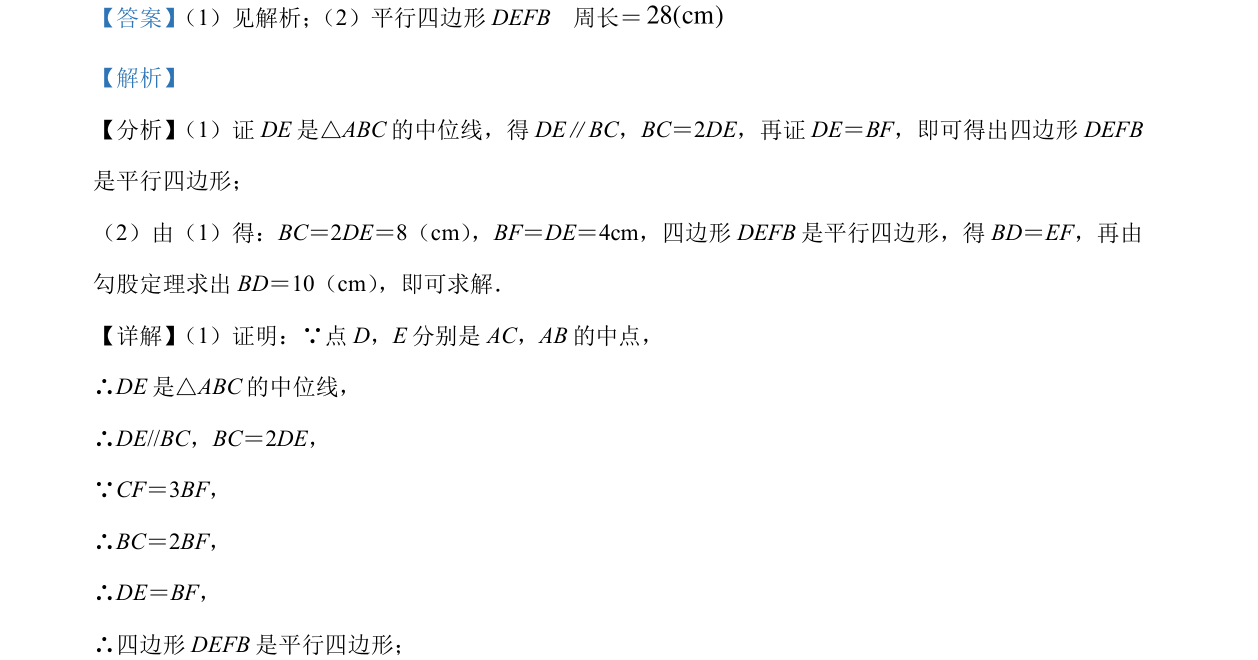 【答案】（1）见解析；（2）平行四边形 DEFB 周长＝28(cm)
【解析】
【分析】（1）证 DE 是△ABC 的中位线，得 DE∥BC，BC＝2DE，再证 DE＝BF，即可得出四边形 DEFB
是平行四边形；
（2）由（1）得：BC＝2DE＝8（cm），BF＝DE＝4cm，四边形 DEFB 是平行四边形，得 BD＝EF，再由
勾股定理求出 BD＝10（cm），即可求解．
【详解】（1）证明：∵点 D，E 分别是 AC，AB 的中点，
∴DE 是△ABC 的中位线，
∴DE//BC，BC＝2DE，
∵CF＝3BF，
∴BC＝2BF，
∴DE＝BF，
∴四边形 DEFB 是平行四边形；